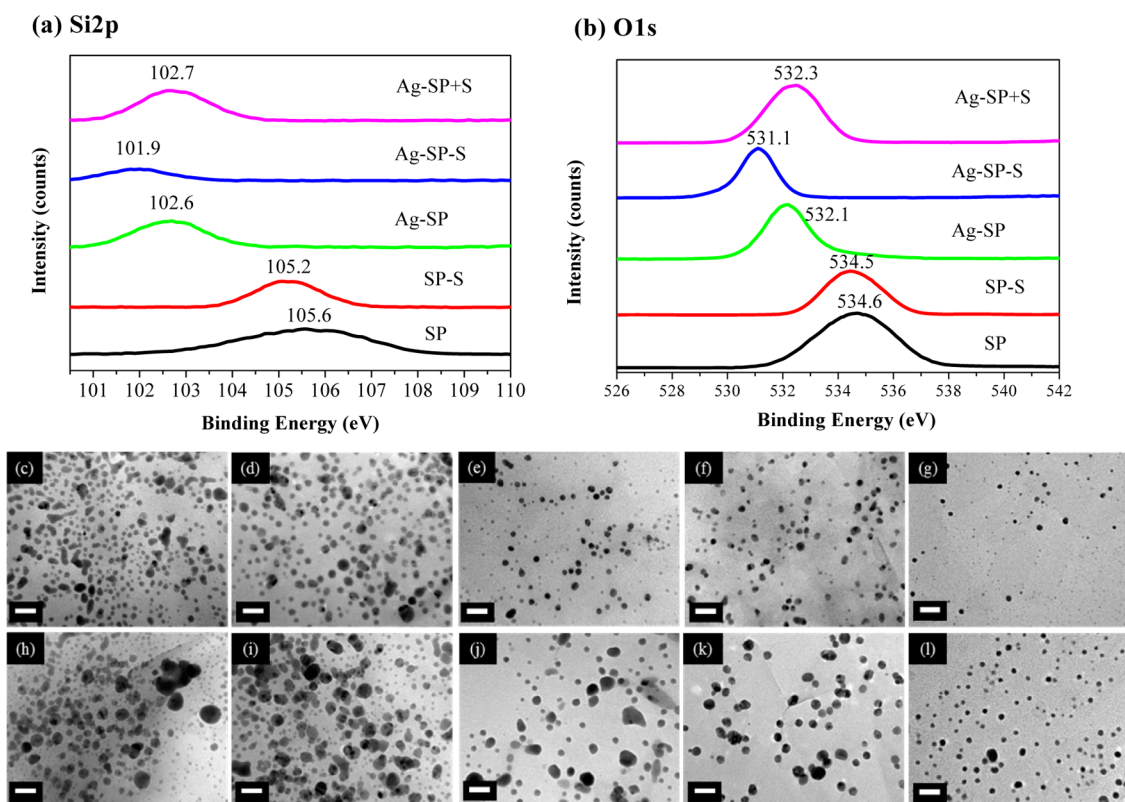 (a) Si2p
102.7
Ag-SP+S
101.9
Ag-SP-S
102.6
Ag-SP
105.2
SP-S
105.6
SP
Intensity (counts)
101 102 103 104 105 106 107 108 109 110
Binding Energy (eV)
(b) O1s
532.3
Ag-SP+S
531.1
Ag-SP-S
532.1
Ag-SP
534.5
SP-S
534.6
SP
Intensity (counts)
526 528 530 532 534 536 538 540 542
Binding Energy (eV)
(c) (d) (e) (f) (g)
(h) (i) (j) (k) (l)